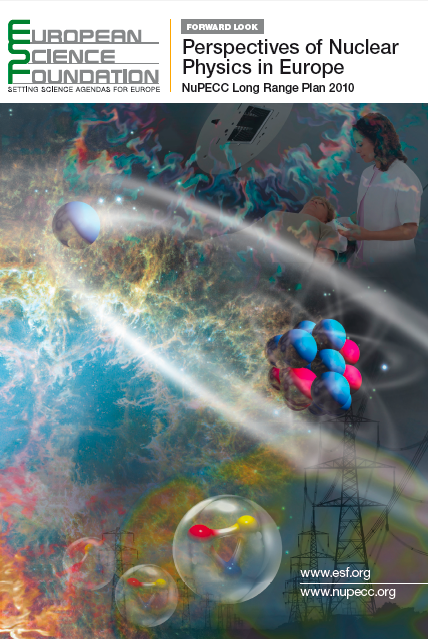 EUROPEAN
SCIENCE
FOUNDATION
SETTING SCIENCE AGENDAS FOR EUROPE
FORWARD LOOK
Perspectives of Nuclear
Physics in Europe
NuPECC Long Range Plan 2010
www.esf.org
www.nupecc.org